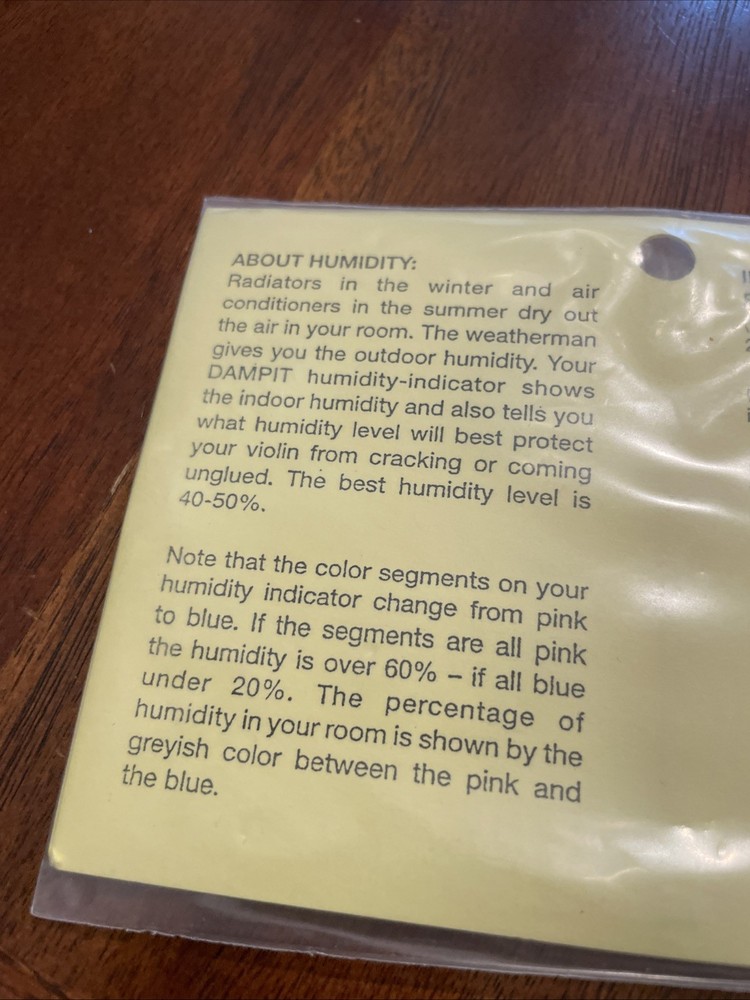 ABOUT HUMIDITY:
Radiators in the winter and air
conditioners in the summer dry out
the air in your room. The weatherman
gives you the outdoor humidity. Your
DAMPIT humidity-indicator shows
the indoor humidity and also tells you
what humidity level will best protect
your violin from cracking or coming
unglued. The best humidity level is
40-50%.
Note that the color segments on your
humidity indicator change from pink
to blue. If the segments are all pink
the humidity is over 60% – if all blue
under 20%. The percentage of
humidity in your room is shown by the
greyish color between the pink and
the blue.